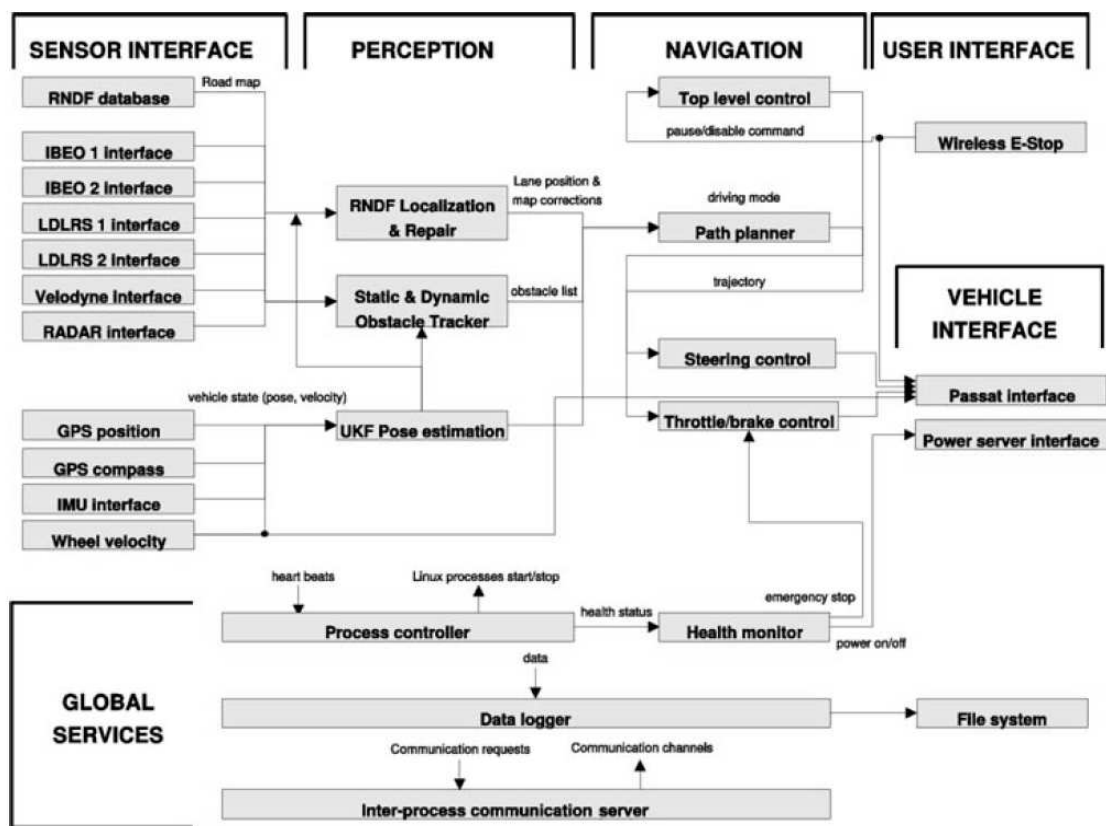 SENSOR INTERFACE
PERCEPTION
NAVIGATION
USER INTERFACE
Road map
RNDF database
IBEO 1 interface
IBEO 2 interface
LDLRS 1 interface
LDLRS 2 interface
Velodyne interface
RADAR interface
GPS position
GPS compass
IMU interface
Wheel velocity
vehicle state (pose, velocity)
RNDF Localization
& Repair
Static & Dynamic
Obstacle Tracker
UKF Pose estimation
Lane position &
map corrections
obstacle list
Top level control
pause/disable command
driving mode
Path planner
trajectory
Steering control
Throttle/brake control
Wireless E-Stop
VEHICLE
INTERFACE
Passat interface
Power server interface
GLOBAL
SERVICES
heart beats
Linux processes start/stop
Process controller
health status
Health monitor
emergency stop
power on/off
data
Data logger
File system
Communication requests
Communication channels
Inter-process communication server